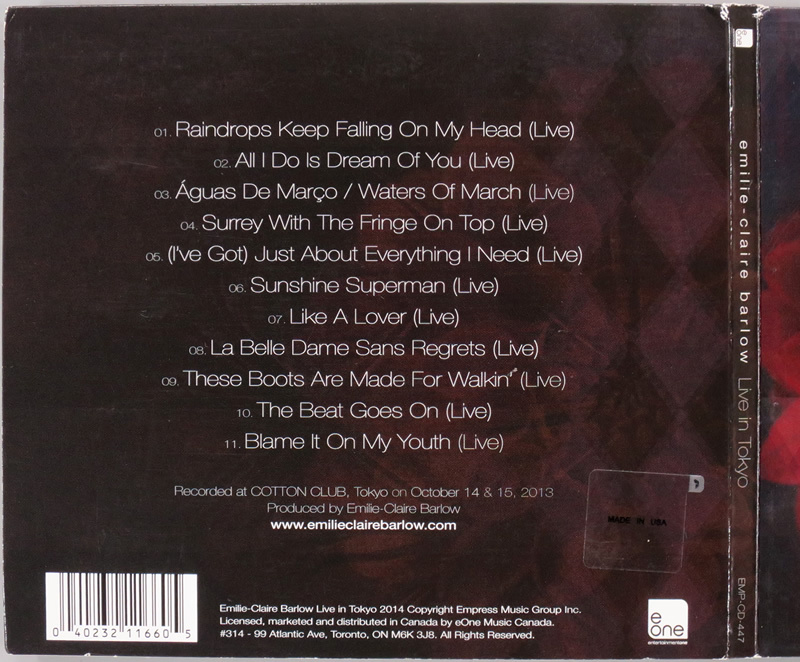 01. Raindrops Keep Falling On My Head (Live)
02. All I Do Is Dream Of You (Live)
03. Águas De Março / Waters Of March (Live)
04. Surrey With The Fringe On Top (Live)
05. (I've Got) Just About Everything I Need (Live)
06. Sunshine Superman (Live)
07. Like A Lover (Live)
08. La Belle Dame Sans Regrets (Live)
09. These Boots Are Made For Walkin' (Live)
10. The Beat Goes On (Live)
11. Blame It On My Youth (Live)
Recorded at COTTON CLUB, Tokyo on October 14 & 15, 2013
Produced by Emilie-Claire Barlow
www.emilieclairebarlow.com
MADE IN USA
0 40232 11660 5
Emilie-Claire Barlow Live in Tokyo 2014 Copyright Empress Music Group Inc.
Licensed, marketed and distributed in Canada by eOne Music Canada.
#314 - 99 Atlantic Ave, Toronto, ON M6K 3J8. All Rights Reserved.
e one
entertainmentone
e one
emilie-claire barlow Live in Tokyo
EMP-CD-447